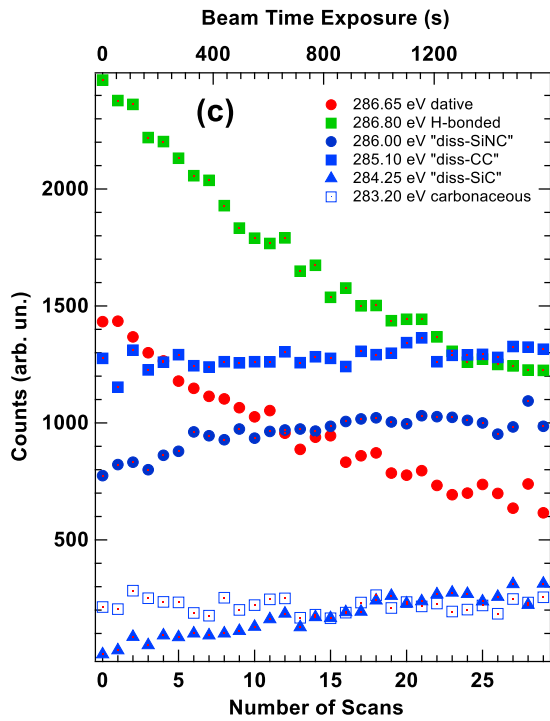 Beam Time Exposure (s)
0 400 800 1200
(c)
286.65 eV dative
286.80 eV H-bonded
286.00 eV "diss-SiNC"
285.10 eV "diss-CC"
284.25 eV "diss-SiC"
283.20 eV carbonaceous
2000
1500
1000
500
Counts (arb. un.)
0 5 10 15 20 25
Number of Scans